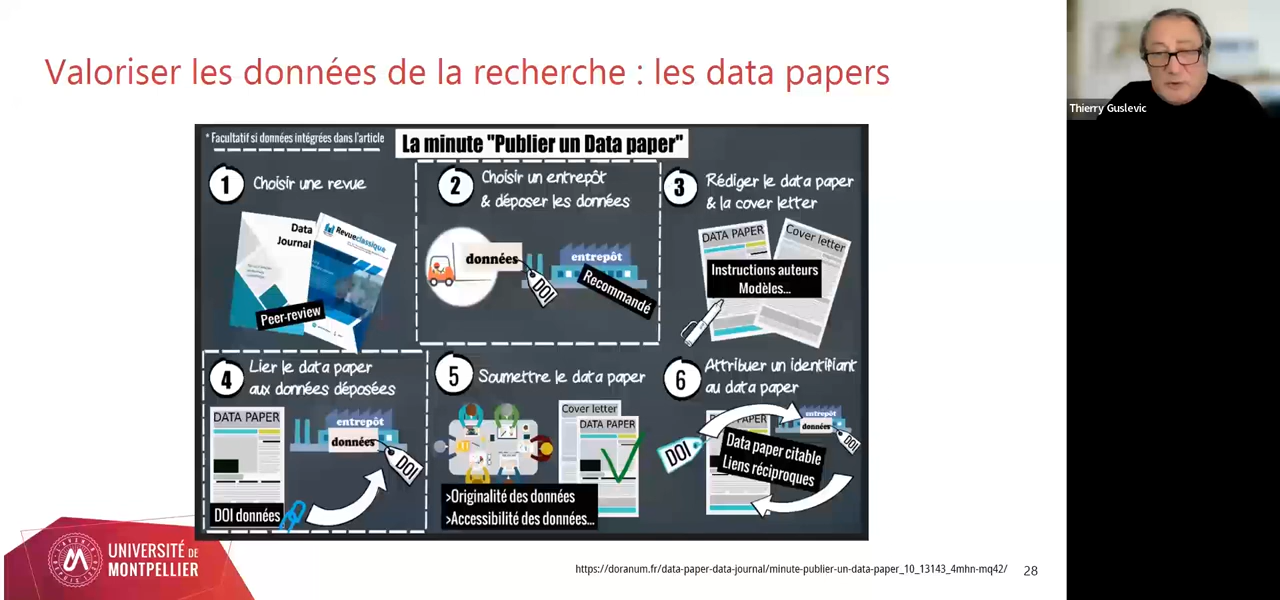 Valoriser les données de la recherche : les data papers
* Facultatif si données intégrées dans l'article
La minute "Publier un Data paper"
1 Choisir une revue
Data
Journal
Revueclassique
Peer-review
2 Choisir un entrepôt
& déposer les données
données
DOI
entrepôt
Recommandé
3 Rédiger le data paper
& la cover letter
DATA PAPER
Cover letter
Instructions auteurs
Modèles...
4 Lier le data paper
aux données déposées
DATA PAPER
entrepôt
données
DOI
DOI données
5 Soumettre le data paper
Cover letter
DATA PAPER
>Originalité des données
>Accessibilité des données...
6 Attribuer un identifiant
au data paper
PAPER
entrepôt
données
DOI
DOI
Data paper citable
Liens réciproques
UNIVERSITÉ DE
MONTPELLIER
https://doranum.fr/data-paper-data-journal/minute-publier-un-data-paper_10_13143_4mhn-mq42/
28
Thierry Guslevic